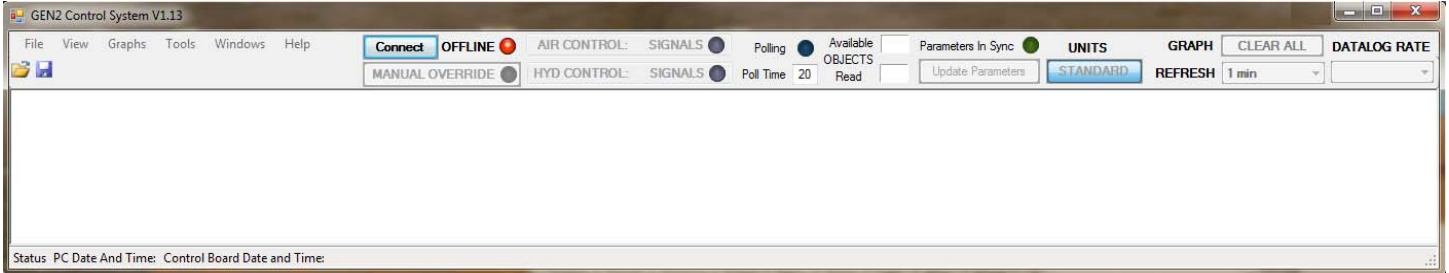 GEN2 Control System V1.13
File View Graphs Tools Windows Help
Connect OFFLINE
MANUAL OVERRIDE
AIR CONTROL: SIGNALS
HYD CONTROL: SIGNALS
Polling
Poll Time 20
Available
OBJECTS
Read
Parameters In Sync
Update Parameters
UNITS
STANDARD
GRAPH CLEAR ALL
REFRESH 1 min
DATALOG RATE
Status PC Date And Time: Control Board Date and Time: